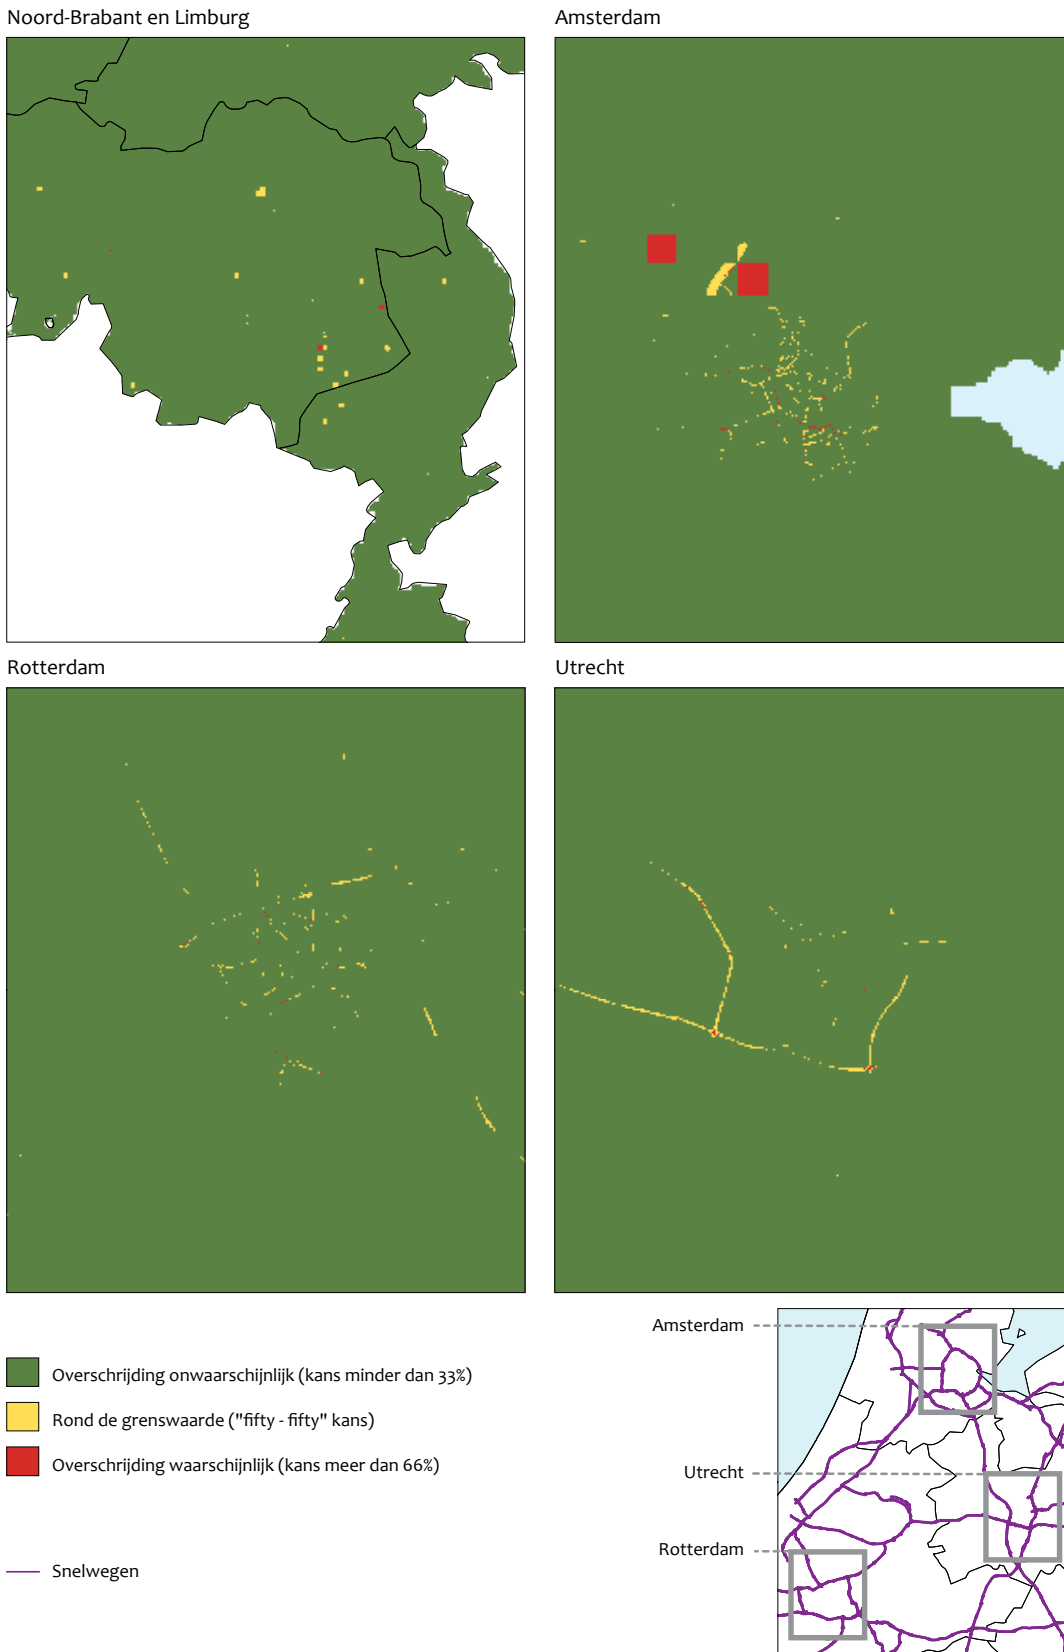 Noord-Brabant en Limburg
Amsterdam
Rotterdam
Utrecht
Overschrijding onwaarschijnlijk (kans minder dan 33%)
Rond de grenswaarde ("fifty - fifty" kans)
Overschrijding waarschijnlijk (kans meer dan 66%)
Snelwegen
Amsterdam
Utrecht
Rotterdam